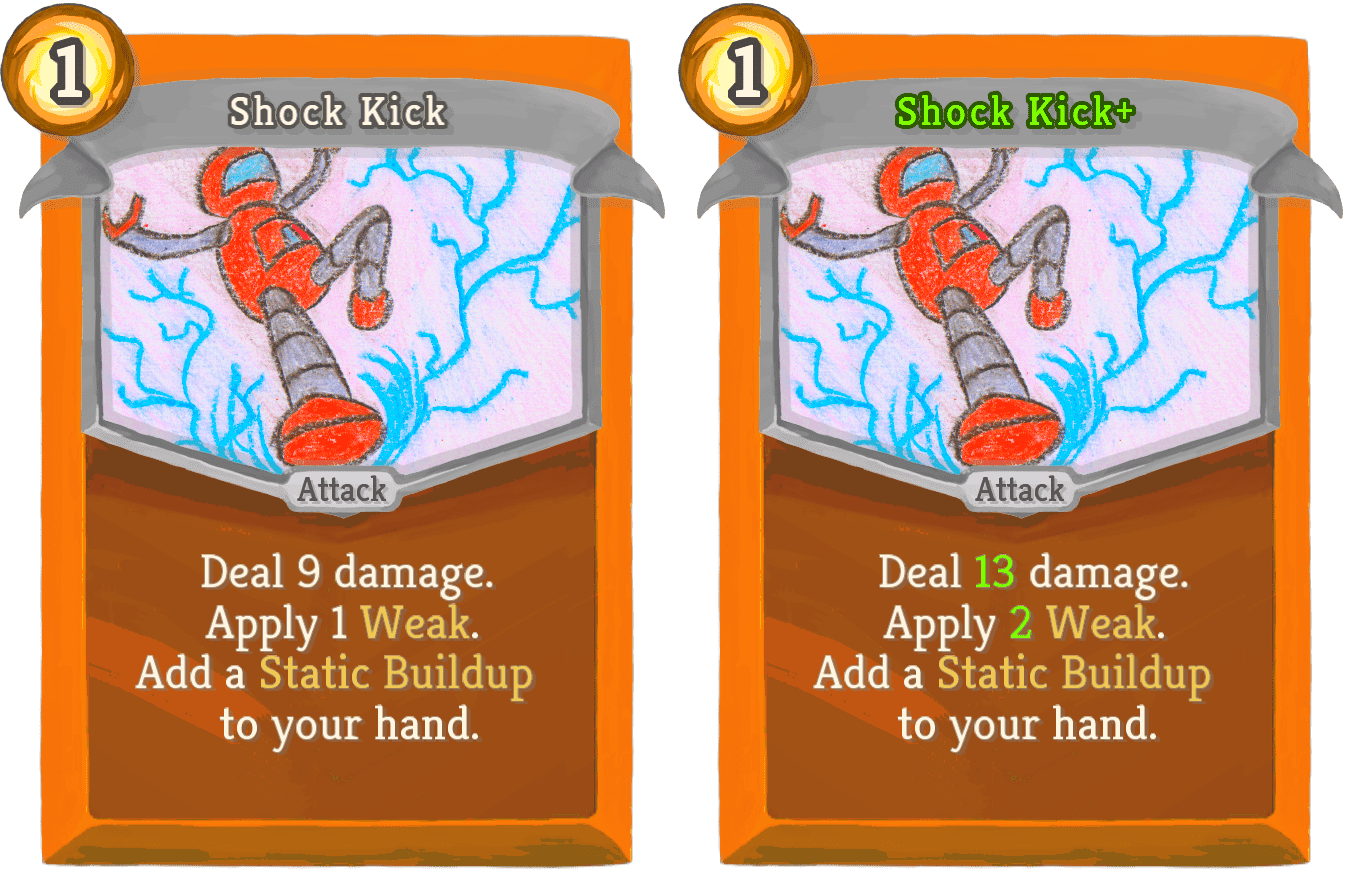 1
Shock Kick
Attack
Deal 9 damage.
Apply 1 Weak.
Add a Static Buildup
to your hand.
1
Shock Kick+
Attack
Deal 13 damage.
Apply 2 Weak.
Add a Static Buildup
to your hand.